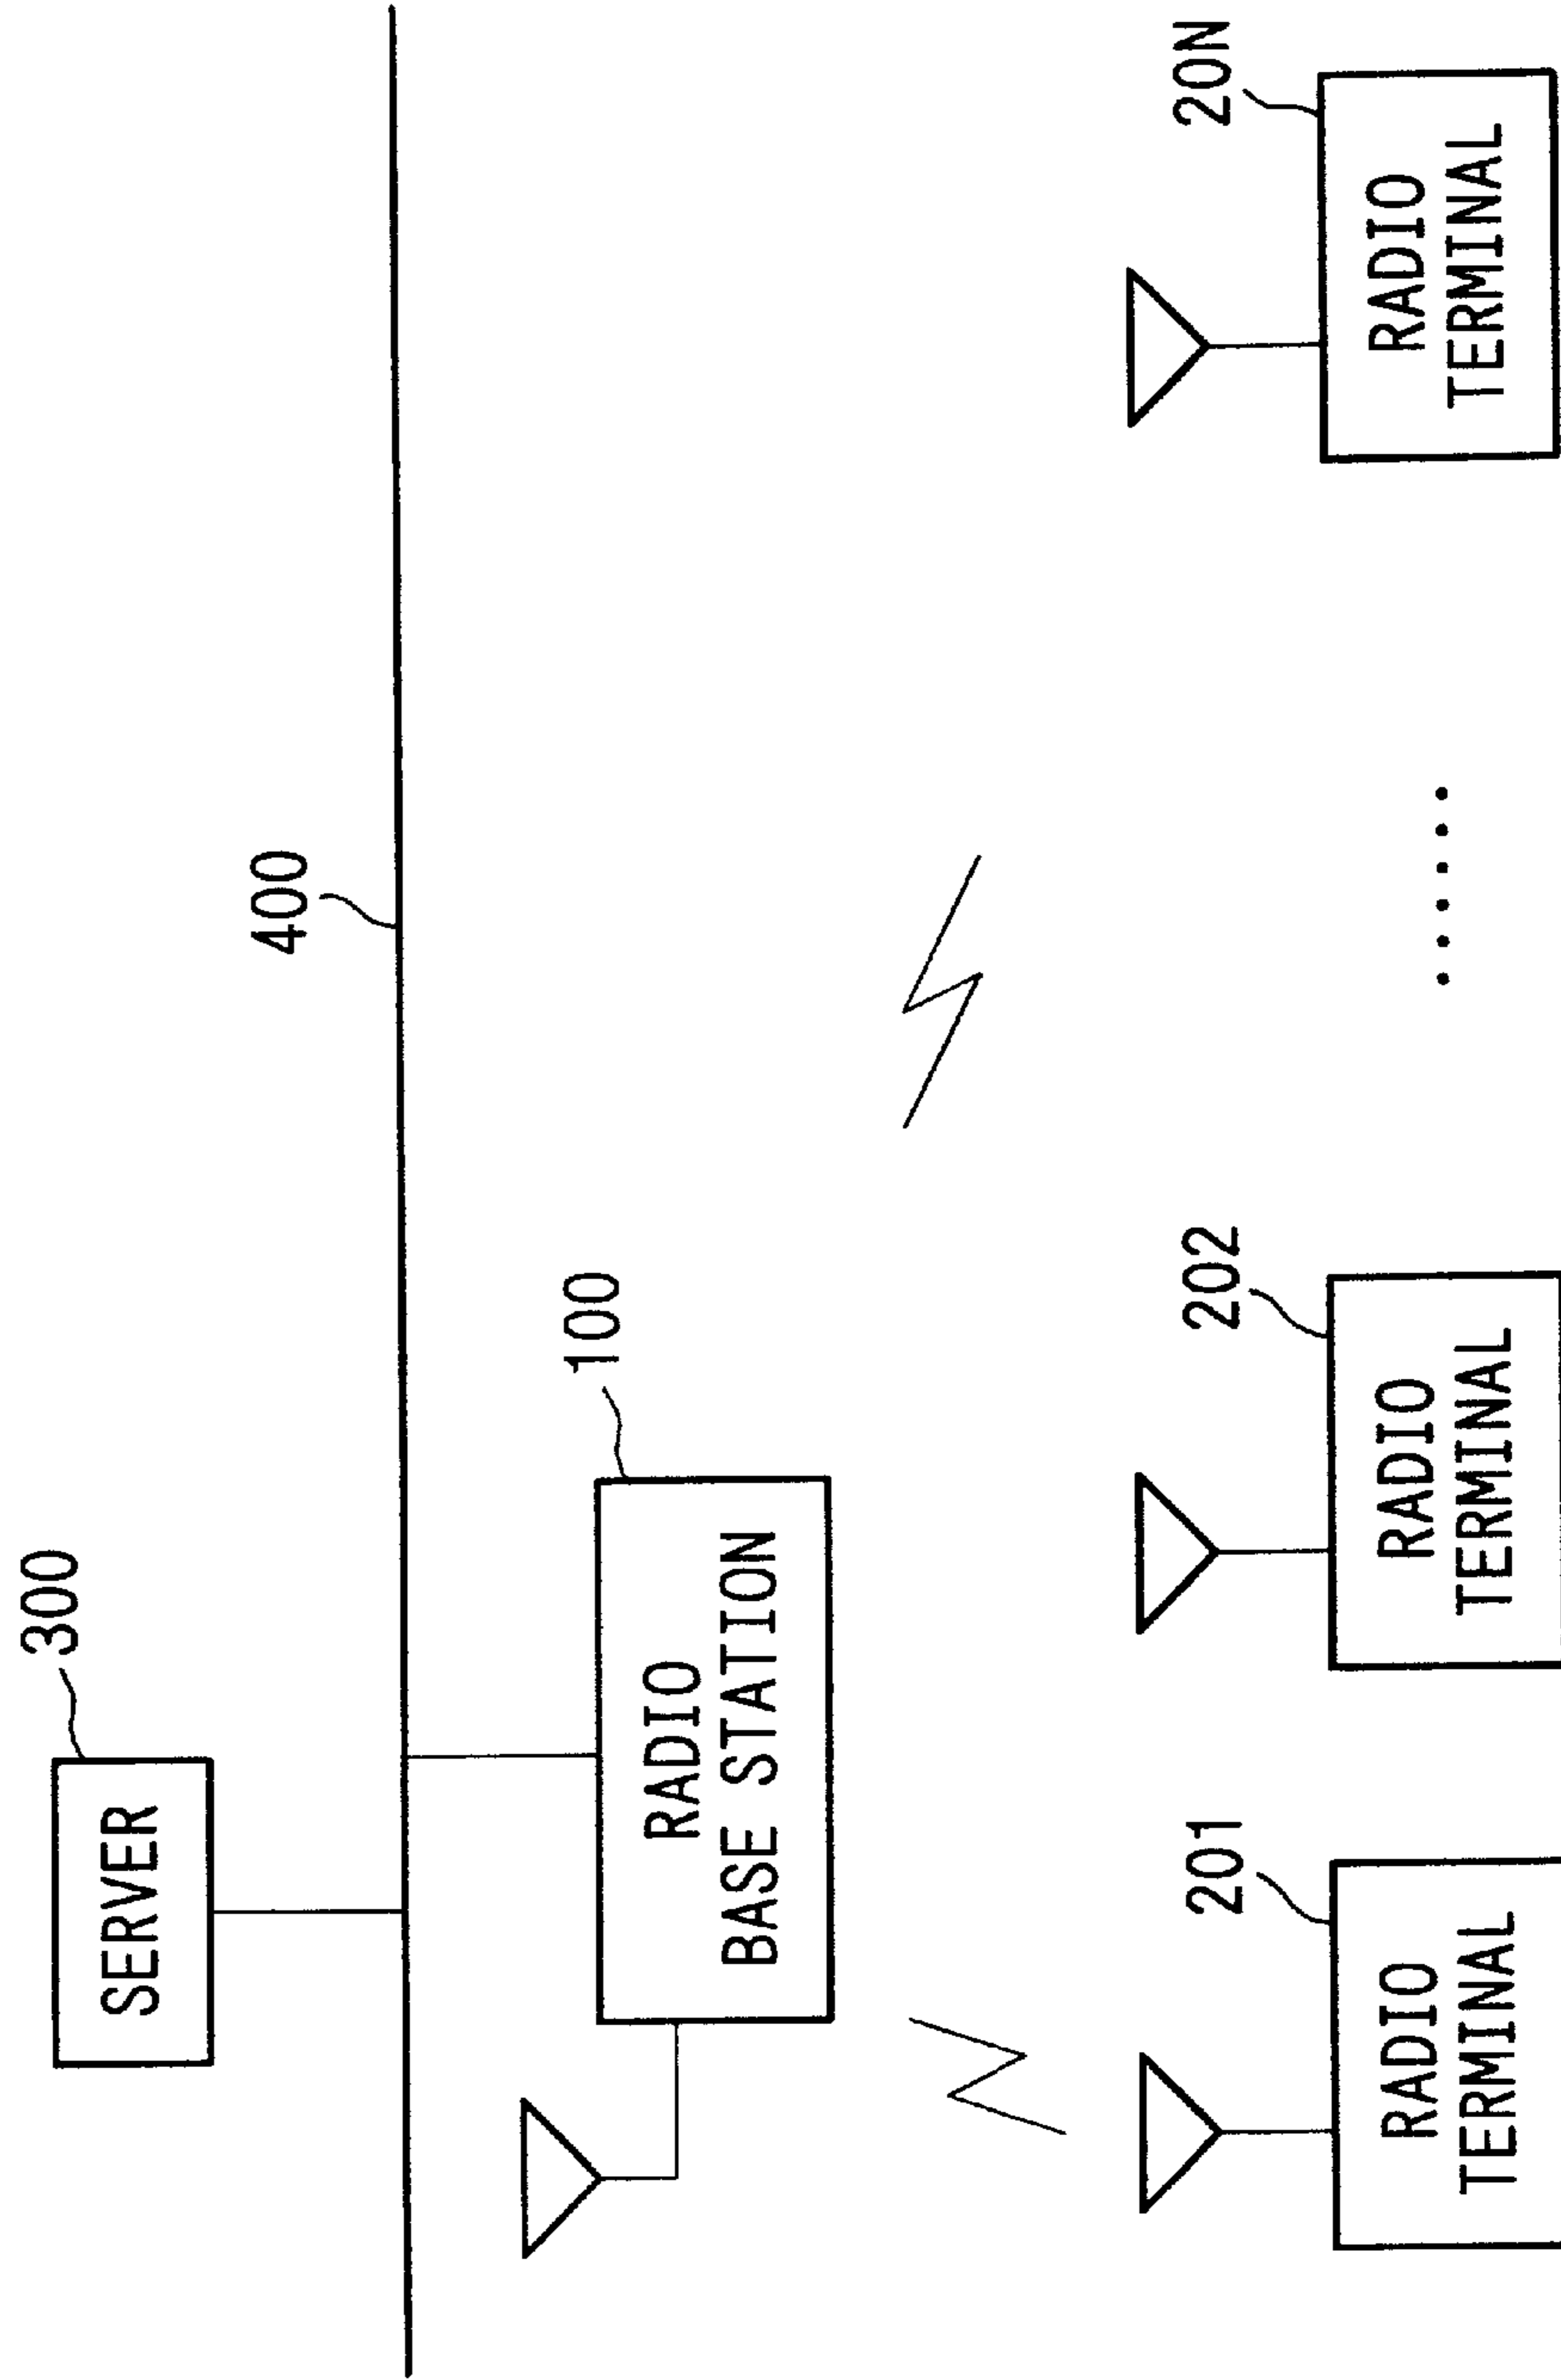 300
SERVER
400
100
RADIO
BASE STATION
201
202
20N
RADIO
TERMINAL
RADIO
TERMINAL
RADIO
TERMINAL